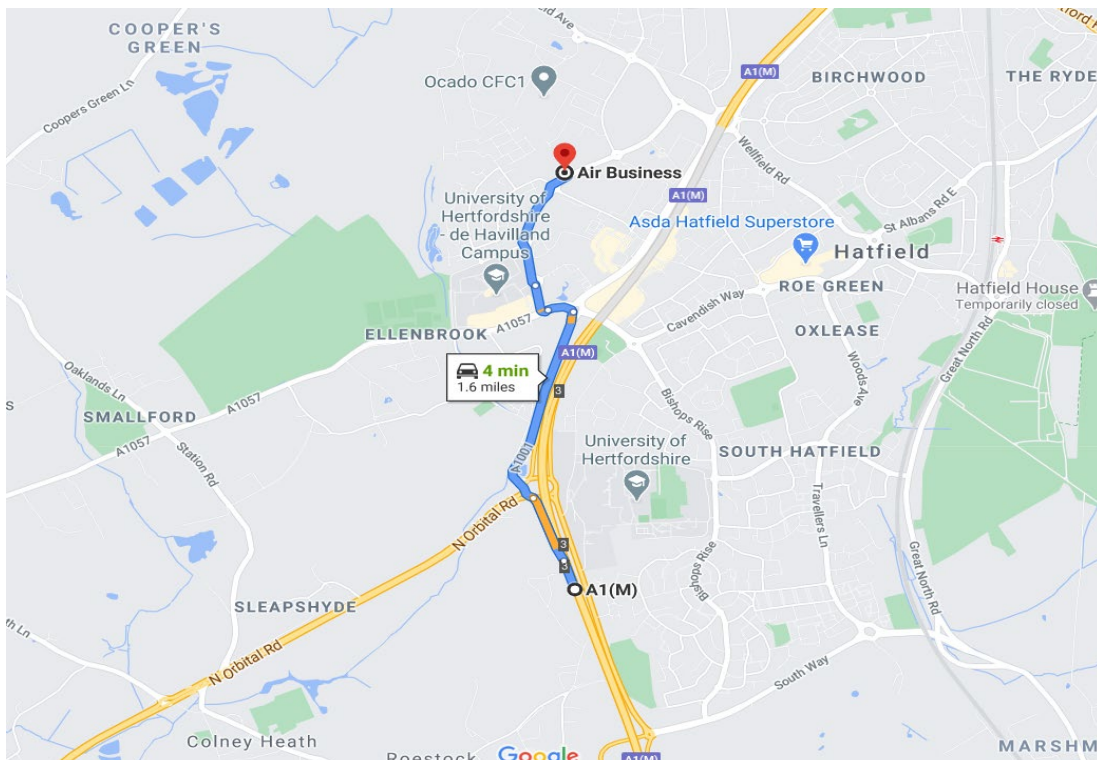 COOPER'S
GREEN
Coopers Green Ln
Ocado CFC1
A1(M)
BIRCHWOOD
THE RYDE
Wellfield Rd
Air Business
A1(M)
University of
Hertfordshire
- de Havilland
Campus
St Albans Rd E
Asda Hatfield Superstore
Hatfield
ROE GREEN
Hatfield House
Temporarily closed
Cavendish Way
A1057
ELLENBROOK
OXLEASE
Great North Rd
A1(M)
4 min
1.6 miles
3
Woods Ave
Oaklands Ln
SMALLFORD
A1057
Station Rd
Bishops Rise
A1001
University of
Hertfordshire
SOUTH HATFIELD
N Orbital Rd
Travellers Ln
3
3
A1(M)
Great North Rd
Bishops Rise
SLEAPSHYDE
N Orbital Rd
South Way
Colney Heath
Roestock
Google
A1(M)
MARSHM